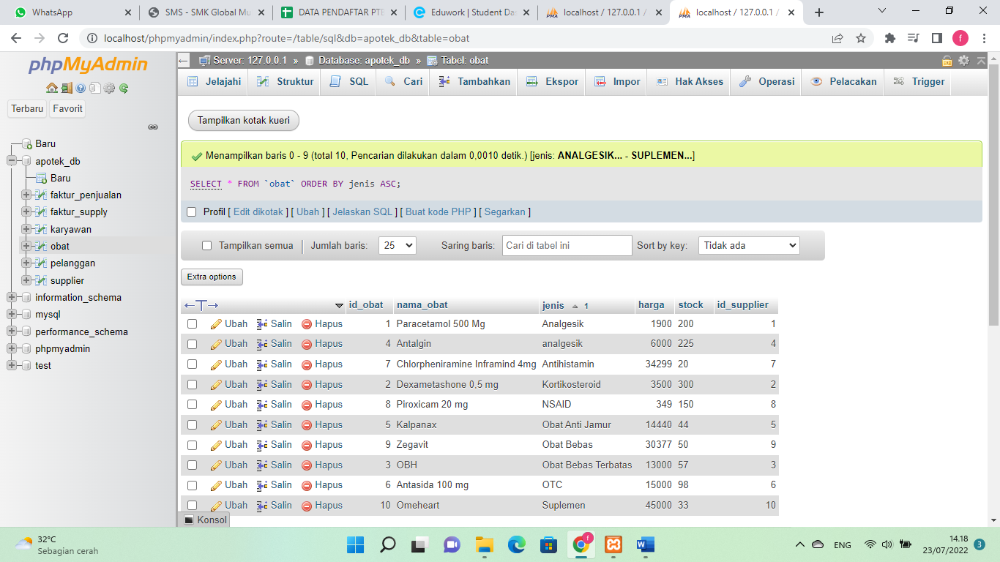 WhatsApp
SMS - SMK Global Mu
DATA PENDAFTAR PTB
Eduwork | Student Das
localhost / 127.0.0.1 /
localhost / 127.0.0.1 /
localhost/phpmyadmin/index.php?route=/table/sql&db=apotek_db&table=obat
f
phpMyAdmin
Terbaru
Favorit
Baru
apotek_db
Baru
faktur_penjualan
faktur_supply
karyawan
obat
pelanggan
supplier
information_schema
mysql
performance_schema
phpmyadmin
test
Server: 127.0.0.1 » Database: apotek_db » Tabel: obat
Jelajahi Struktur SQL Cari Tambahkan Ekspor Impor Hak Akses Operasi Pelacakan Trigger
Tampilkan kotak kueri
Menampilkan baris 0 - 9 (total 10, Pencarian dilakukan dalam 0,0010 detik.) [jenis: ANALGESIK... - SUPLEMEN...]
SELECT * FROM `obat` ORDER BY jenis ASC;
Profil [ Edit dikotak ] [ Ubah ] [ Jelaskan SQL ] [ Buat kode PHP ] [ Segarkan ]
Tampilkan semua Jumlah baris: 25 Saring baris: Cari di tabel ini Sort by key: Tidak ada
Extra options
id_obat nama_obat jenis 1 harga stock id_supplier
Ubah Salin Hapus 1 Paracetamol 500 Mg Analgesik 1900 200 1
Ubah Salin Hapus 4 Antalgin analgesik 6000 225 4
Ubah Salin Hapus 7 Chlorpheniramine Inframind 4mg Antihistamin 34299 20 7
Ubah Salin Hapus 2 Dexametashone 0,5 mg Kortikosteroid 3500 300 2
Ubah Salin Hapus 8 Piroxicam 20 mg NSAID 349 150 8
Ubah Salin Hapus 5 Kalpanax Obat Anti Jamur 14440 44 5
Ubah Salin Hapus 9 Zegavit Obat Bebas 30377 50 9
Ubah Salin Hapus 3 OBH Obat Bebas Terbatas 13000 57 3
Ubah Salin Hapus 6 Antasida 100 mg OTC 15000 98 6
Ubah Salin Hapus 10 Omeheart Suplemen 45000 33 10
Konsol
32°C
Sebagian cerah
f
ENG
14.18
23/07/2022
3